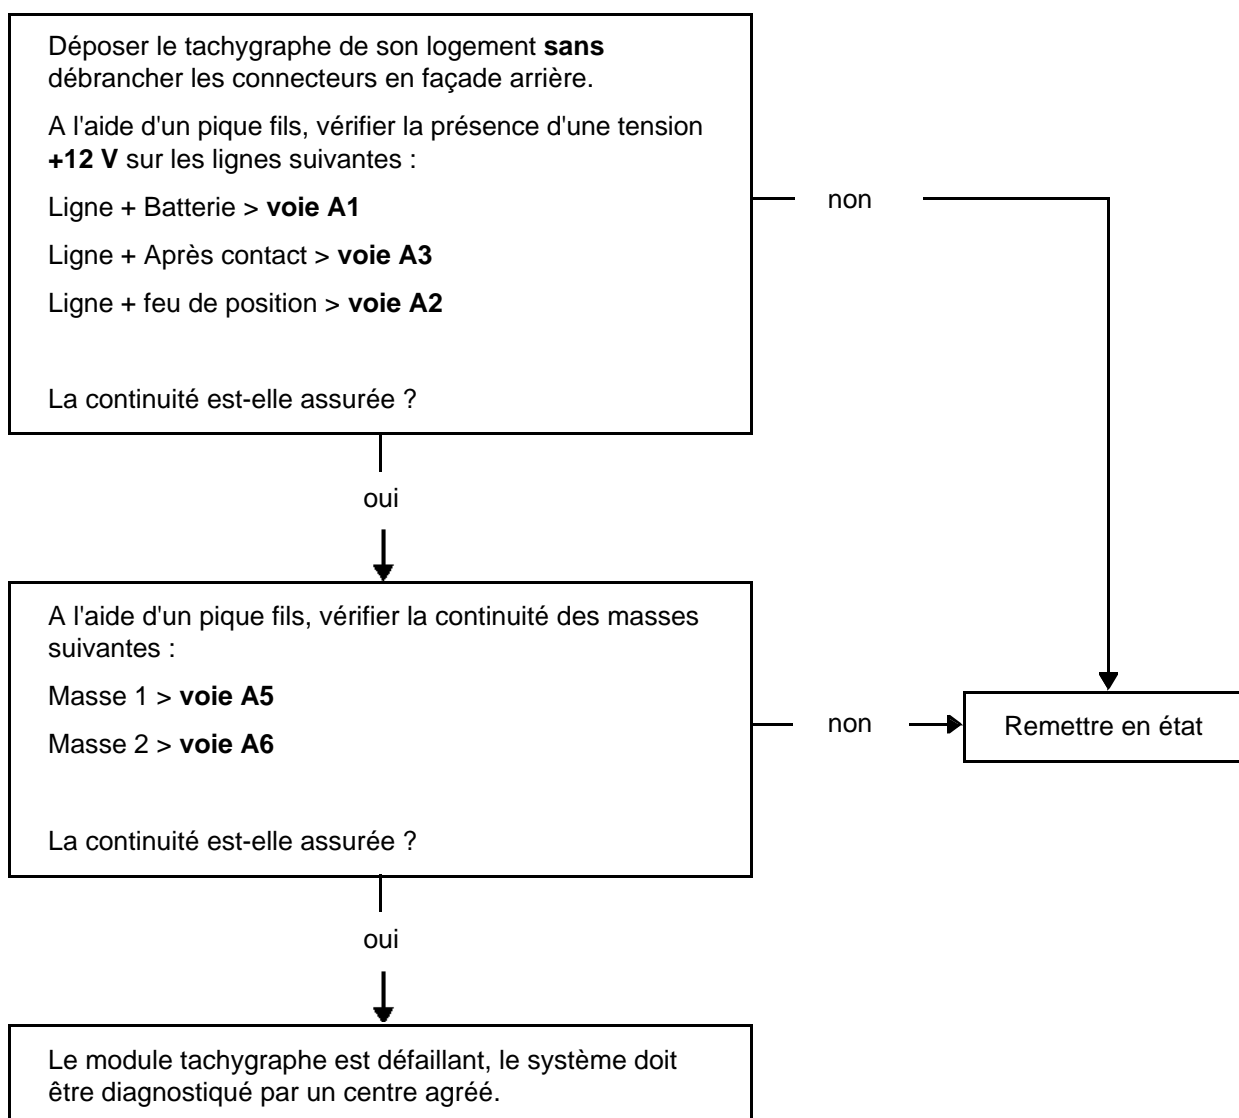 Déposer le tachygraphe de son logement sans
débrancher les connecteurs en façade arrière.
A l'aide d'un pique fils, vérifier la présence d'une tension
+12 V sur les lignes suivantes :
Ligne + Batterie > voie A1
Ligne + Après contact > voie A3
Ligne + feu de position > voie A2
La continuité est-elle assurée ?
non
oui
A l'aide d'un pique fils, vérifier la continuité des masses
suivantes :
Masse 1 > voie A5
Masse 2 > voie A6
La continuité est-elle assurée ?
non
Remettre en état
oui
Le module tachygraphe est défaillant, le système doit
être diagnostiqué par un centre agréé.